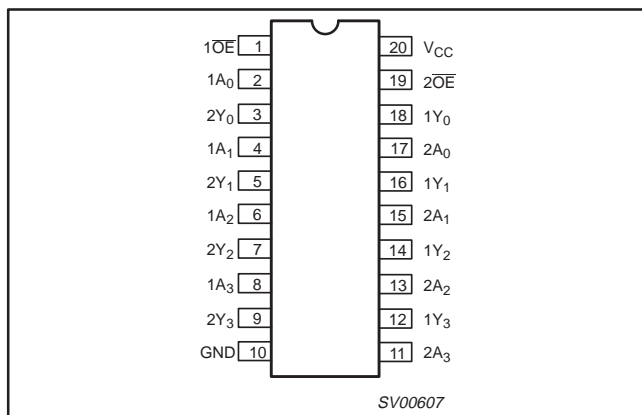 1O̅E̅ 1 20 VCC
1A0 2 19 2O̅E̅
2Y0 3 18 1Y0
1A1 4 17 2A0
2Y1 5 16 1Y1
1A2 6 15 2A1
2Y2 7 14 1Y2
1A3 8 13 2A2
2Y3 9 12 1Y3
GND 10 11 2A3
SV00607